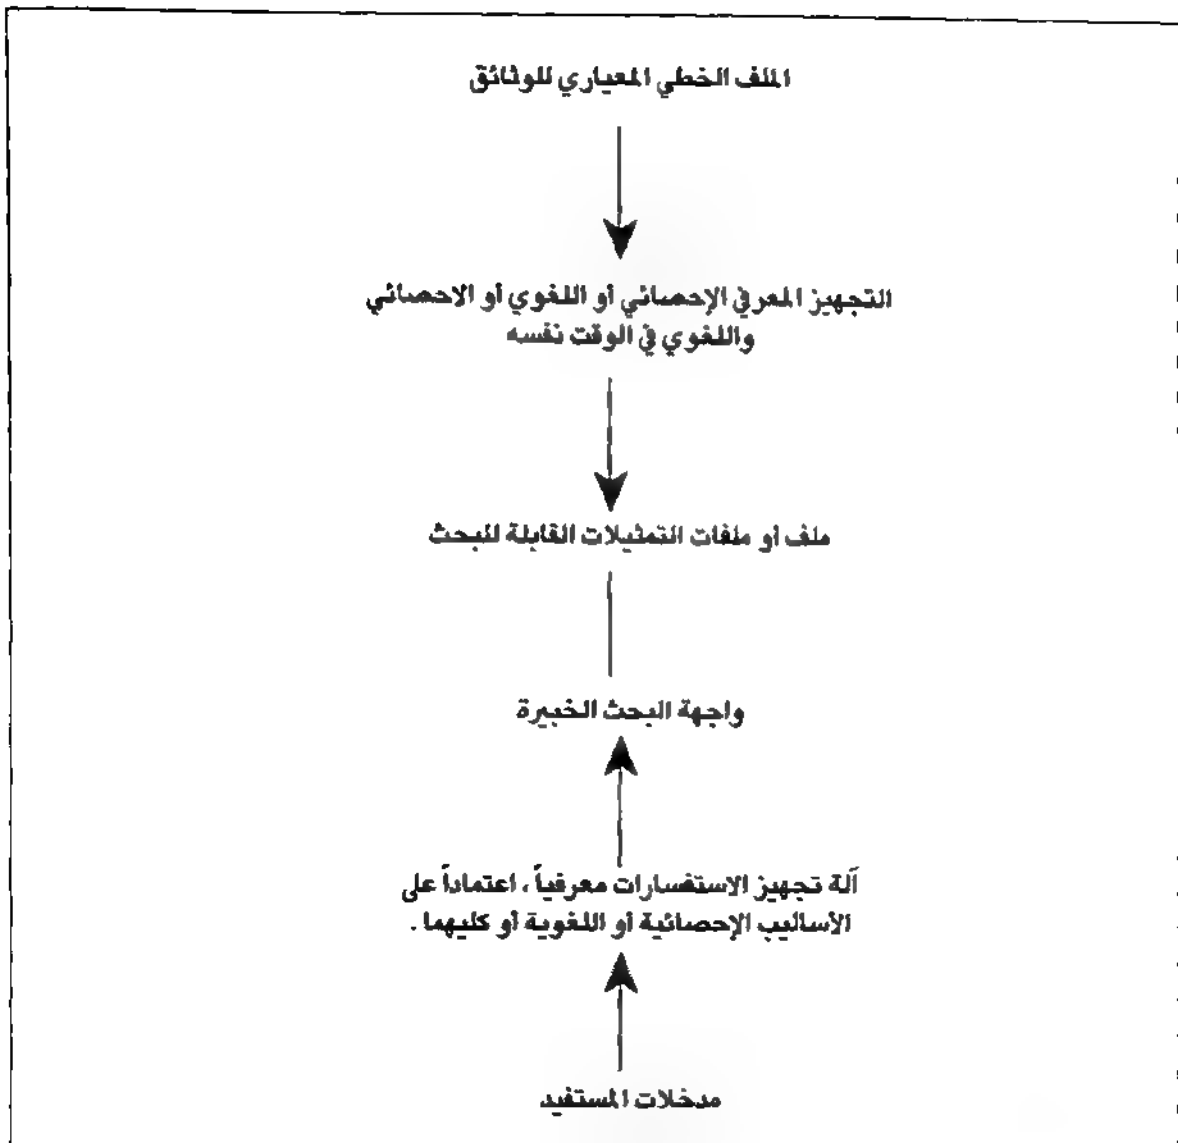 الملف الخطي المعياري للوثائق
التجهيز المعرفي الإحصائي أو اللغوي أو الاحصائي
واللغوي في الوقت نفسه
ملف أو ملفات التمثيلات القابلة للبحث
واجهة البحث الخبيرة
آلة تجهيز الاستفسارات معرفياً ، اعتماداً على
الأساليب الإحصائية أو اللغوية أو كليهما .
مدخلات المستفيد